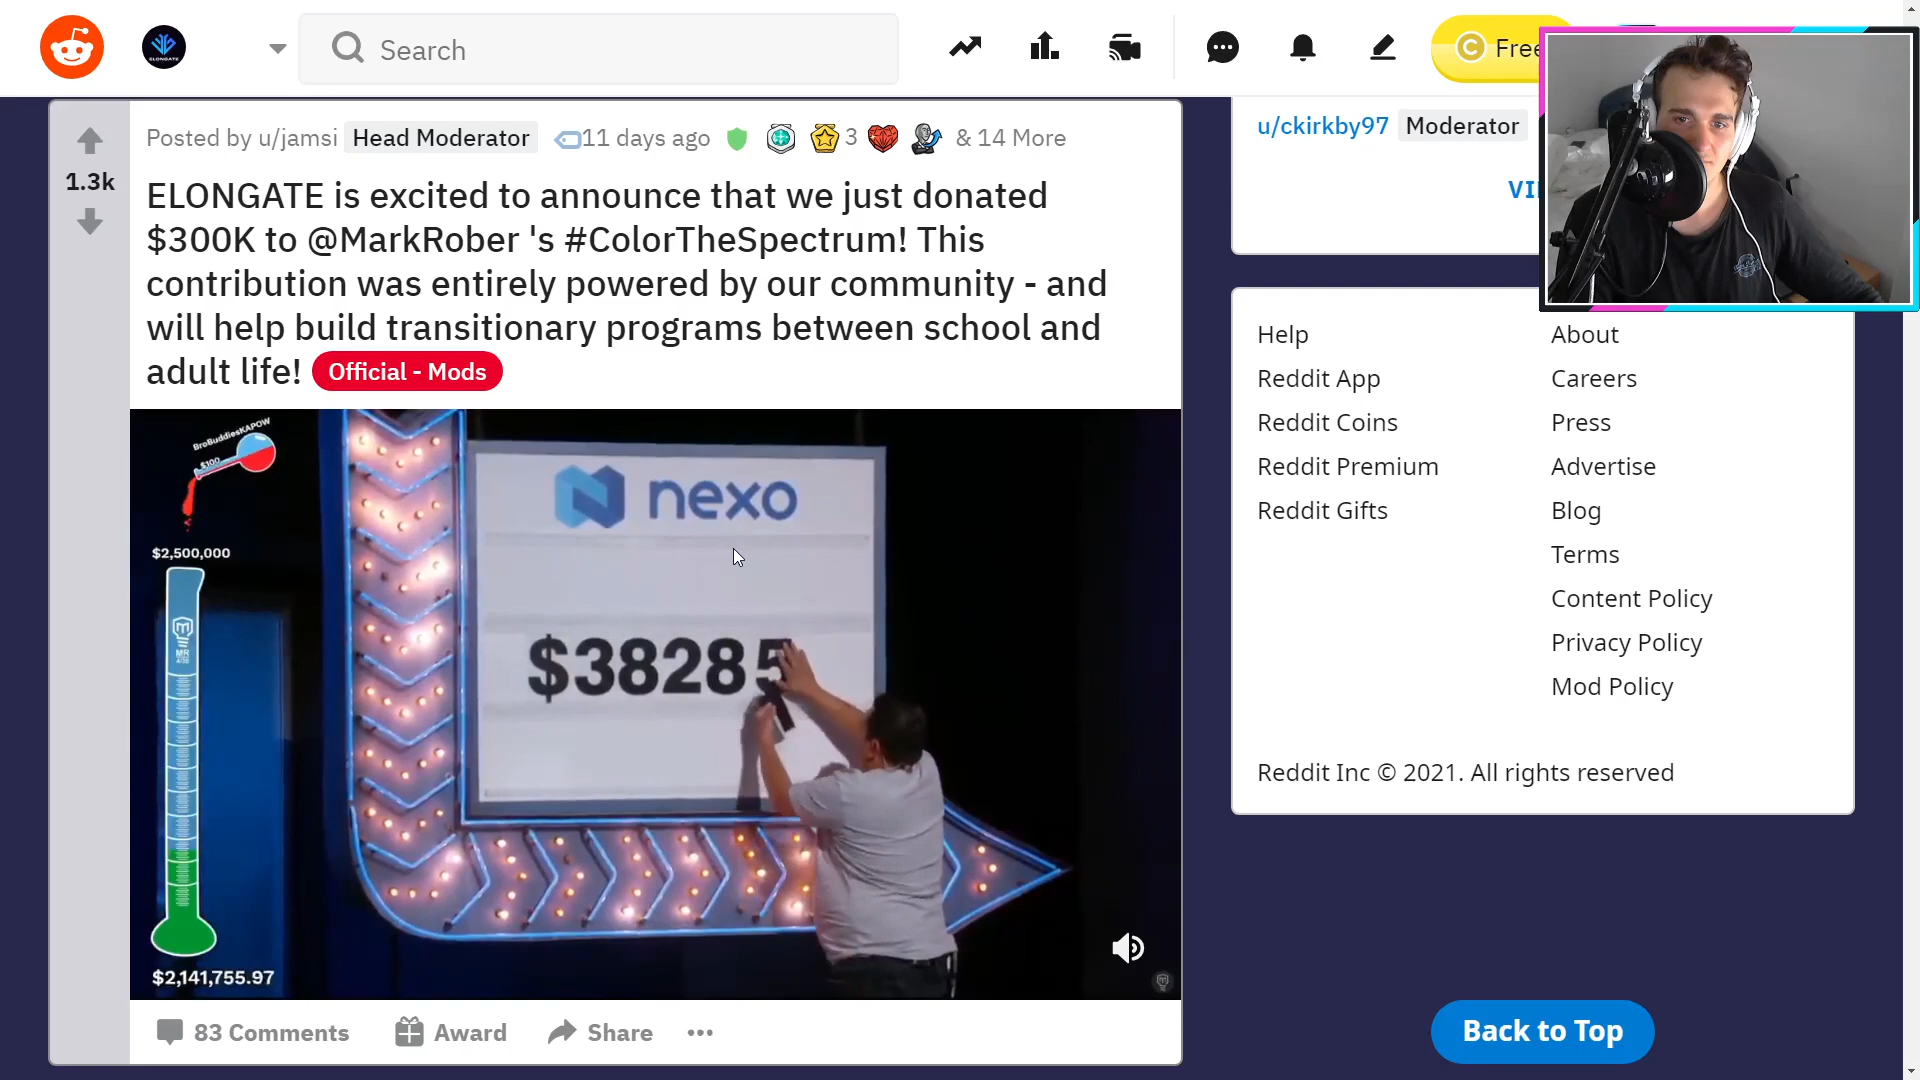 ELONGATE
Search
Free
Posted by u/jamsi Head Moderator 11 days ago 3 & 14 More
1.3k
ELONGATE is excited to announce that we just donated
$300K to @MarkRober 's #ColorTheSpectrum! This
contribution was entirely powered by our community - and
will help build transitionary programs between school and
adult life! Official - Mods
BroBuddiesKAPOW
$100
$2,500,000
nexo
$38285
$2,141,755.97
83 Comments Award Share
u/ckirkby97 Moderator
Help
Reddit App
Reddit Coins
Reddit Premium
Reddit Gifts
About
Careers
Press
Advertise
Blog
Terms
Content Policy
Privacy Policy
Mod Policy
Reddit Inc © 2021. All rights reserved
Back to Top